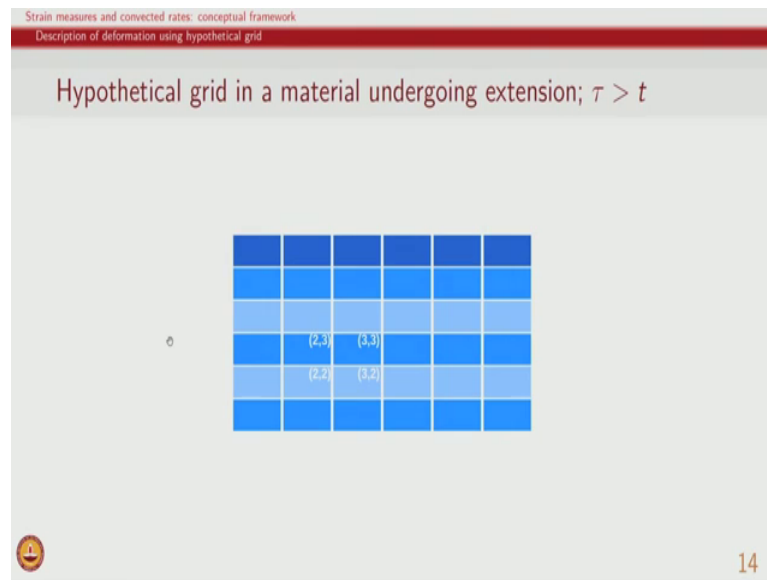 Strain measures and convected rates: conceptual framework
Description of deformation using hypothetical grid
Hypothetical grid in a material undergoing extension; τ > t
(2,3) (3,3)
(2,2) (3,2)
14